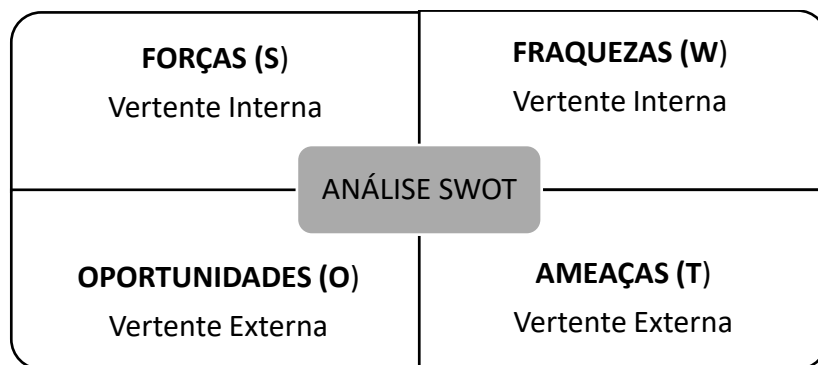 FORÇAS (S)
Vertente Interna
FRAQUEZAS (W)
Vertente Interna
ANÁLISE SWOT
OPORTUNIDADES (O)
Vertente Externa
AMEAÇAS (T)
Vertente Externa